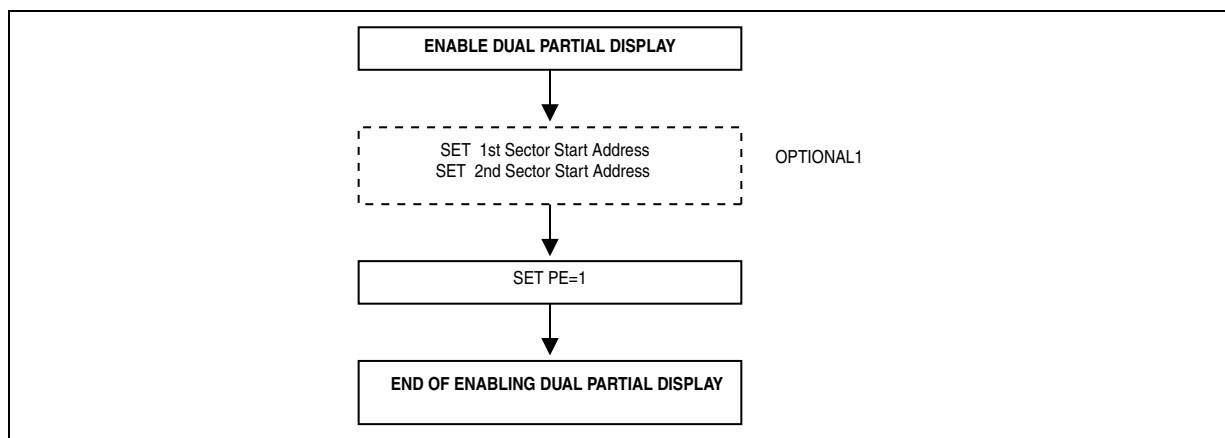 ENABLE DUAL PARTIAL DISPLAY
SET 1st Sector Start Address
SET 2nd Sector Start Address
OPTIONAL1
SET PE=1
END OF ENABLING DUAL PARTIAL DISPLAY